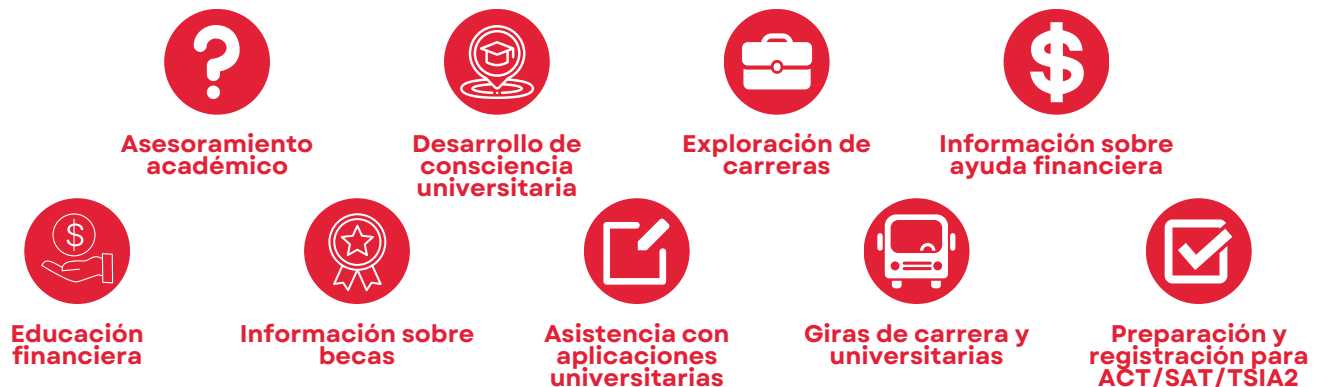 Asesoramiento
académico
Desarrollo de
consciencia
universitaria
Exploración de
carreras
Información sobre
ayuda financiera
Educación
financiera
Información sobre
becas
Asistencia con
aplicaciones
universitarias
Giras de carrera y
universitarias
Preparación y
registración para
ACT/SAT/TSIA2